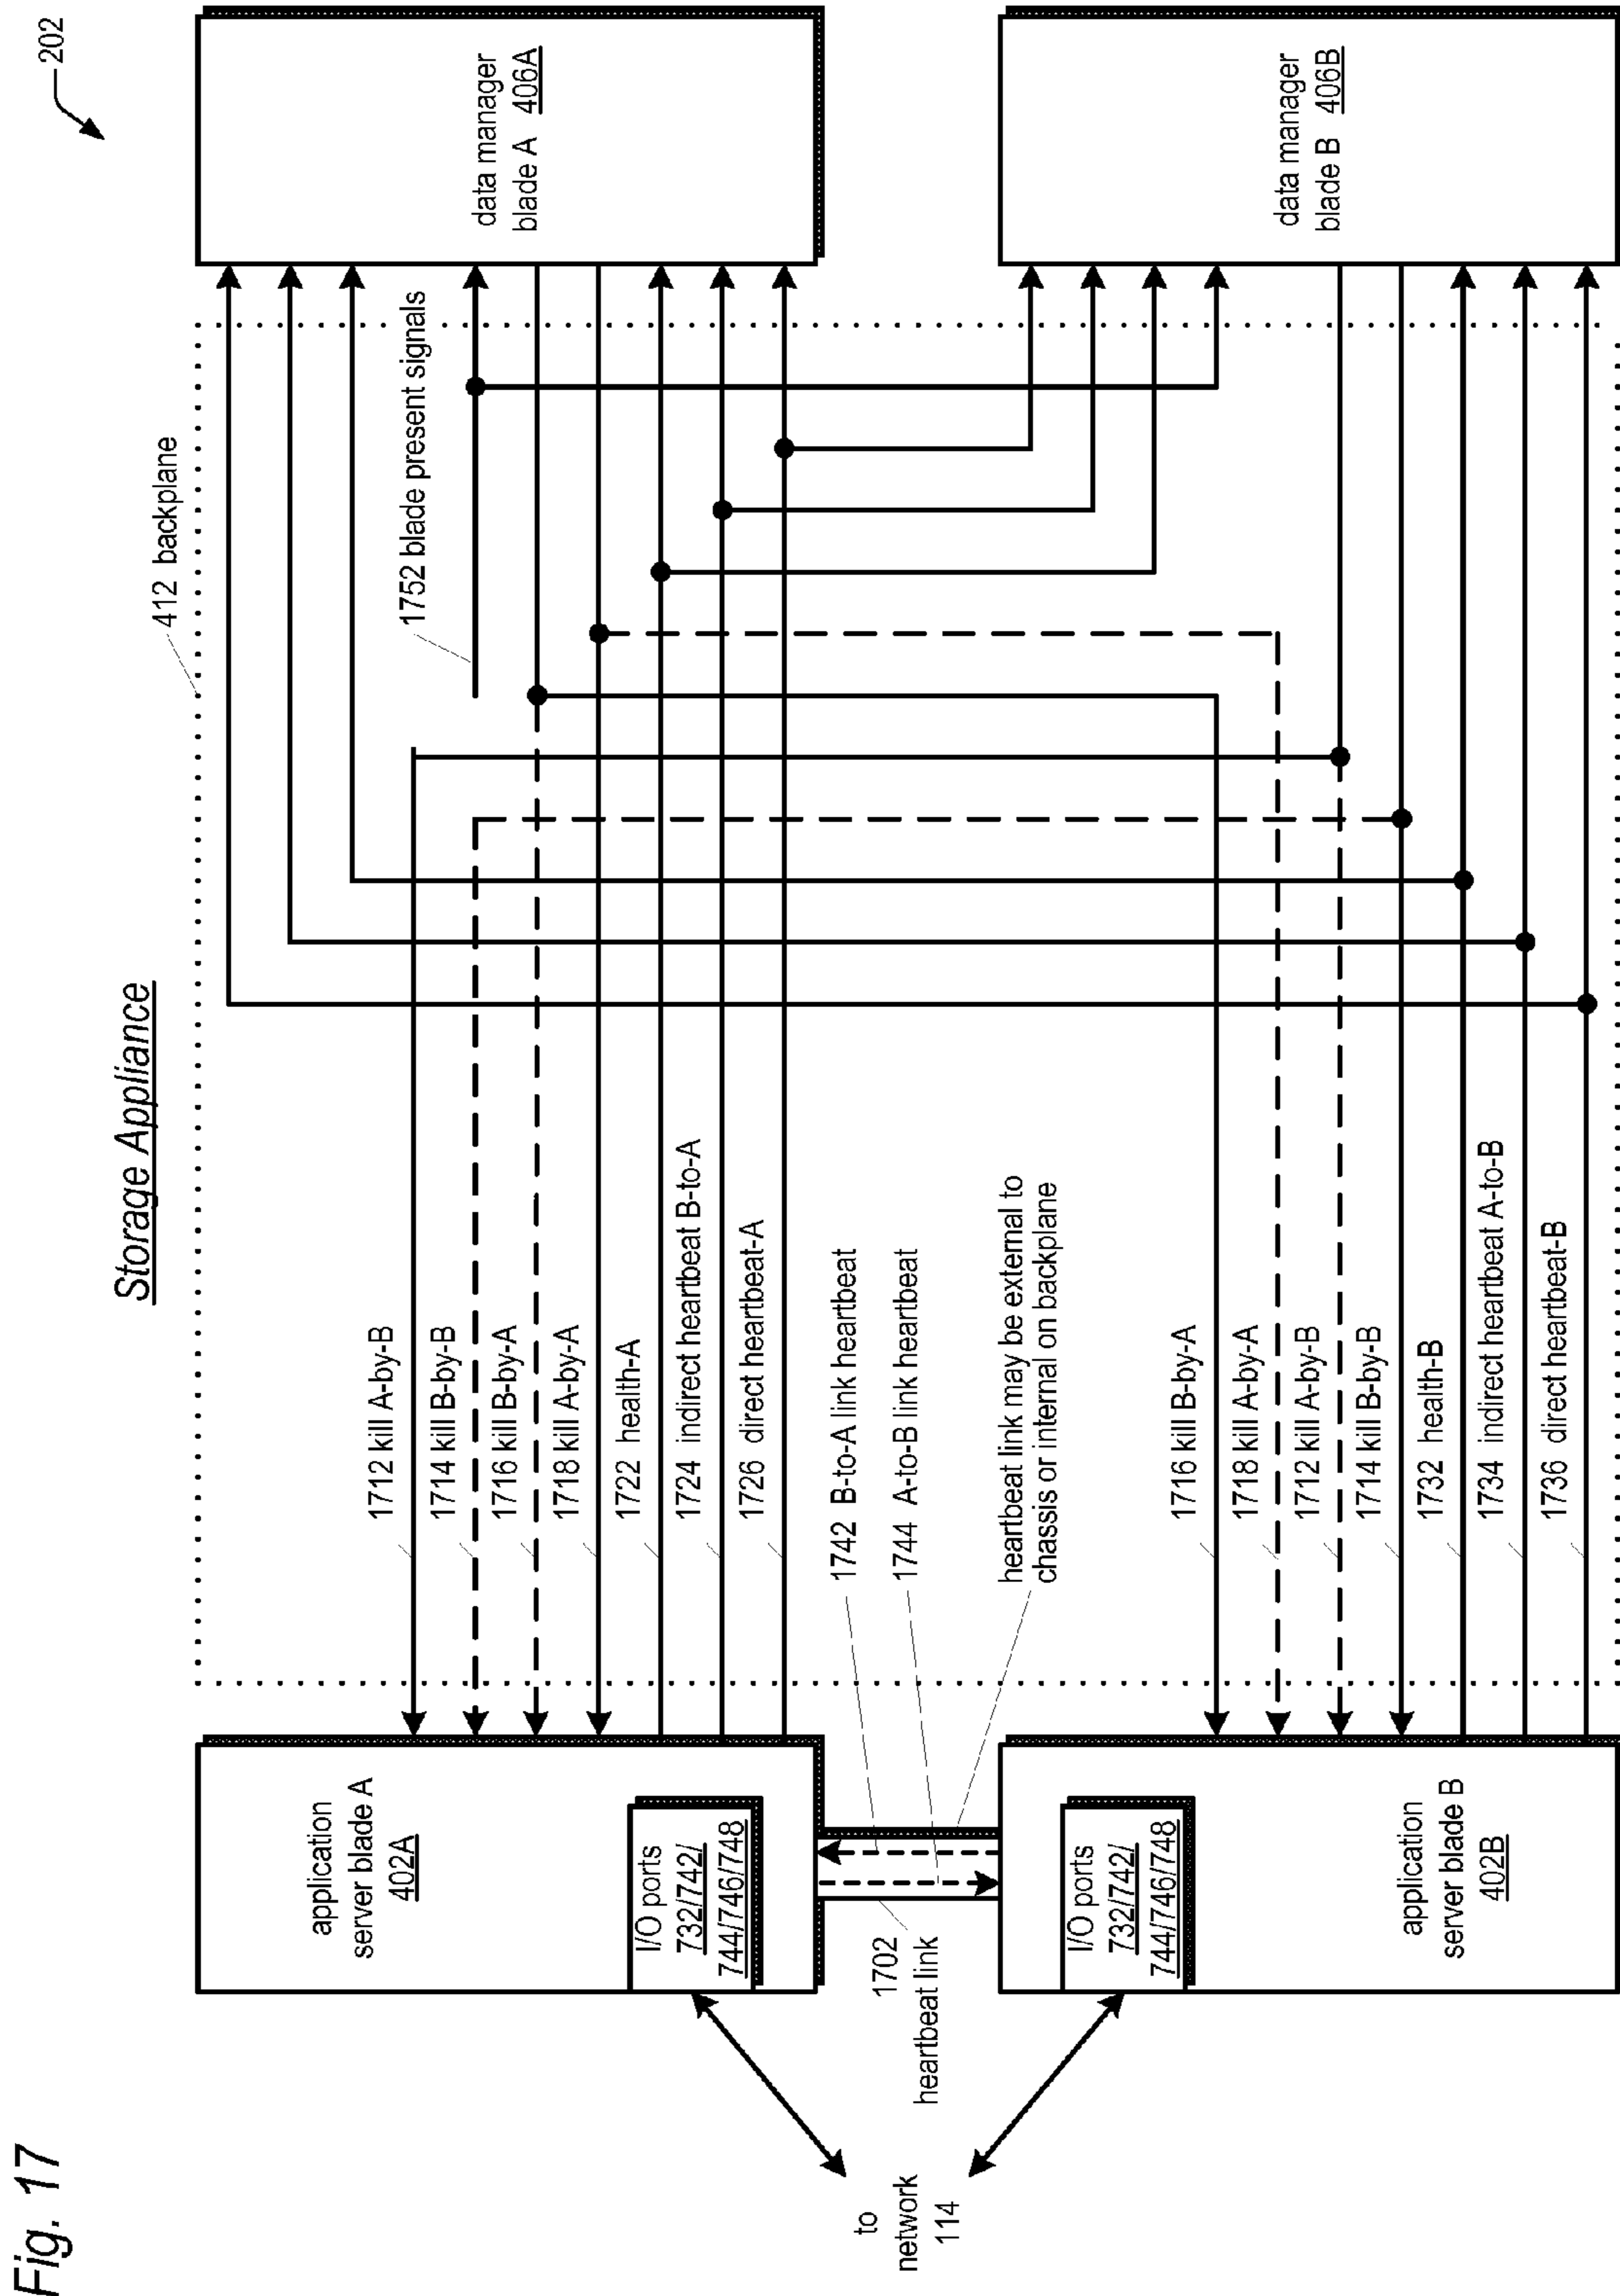 Fig. 17
Storage Appliance
202
412 backplane
application
server blade A
402A
I/O ports
732/742/
744/746/748
1712 kill A-by-B
1714 kill B-by-B
1716 kill B-by-A
1718 kill A-by-A
1722 health-A
1724 indirect heartbeat B-to-A
1726 direct heartbeat-A
1752 blade present signals
data manager
blade A 406A
to
network
114
1702
heartbeat link
1742 B-to-A link heartbeat
1744 A-to-B link heartbeat
heartbeat link may be external to
chassis or internal on backplane
I/O ports
732/742/
744/746/748
application
server blade B
402B
1716 kill B-by-A
1718 kill A-by-A
1712 kill A-by-B
1714 kill B-by-B
1732 health-B
1734 indirect heartbeat A-to-B
1736 direct heartbeat-B
data manager
blade B 406B